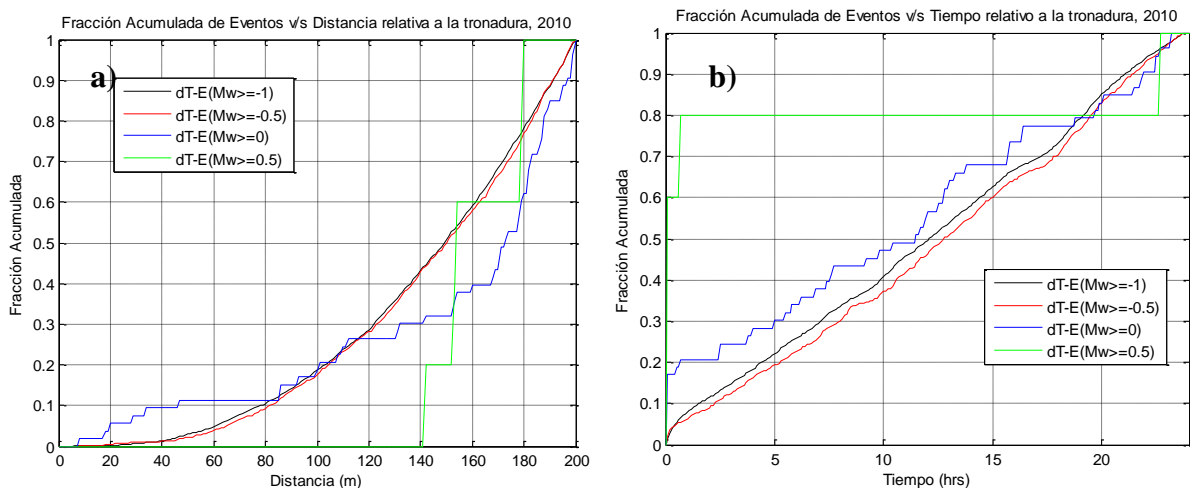 Fracción Acumulada de Eventos v/s Distancia relativa a la tronadura, 2010
a)
dT-E(Mw>=-1)
dT-E(Mw>=-0.5)
dT-E(Mw>=0)
dT-E(Mw>=0.5)
Fracción Acumulada
1
0.9
0.8
0.7
0.6
0.5
0.4
0.3
0.2
0.1
0
0 20 40 60 80 100 120 140 160 180 200
Distancia (m)
Fracción Acumulada de Eventos v/s Tiempo relativo a la tronadura, 2010
b)
dT-E(Mw>=-1)
dT-E(Mw>=-0.5)
dT-E(Mw>=0)
dT-E(Mw>=0.5)
Fracción Acumulada
1
0.9
0.8
0.7
0.6
0.5
0.4
0.3
0.2
0.1
0
5 10 15 20
Tiempo (hrs)